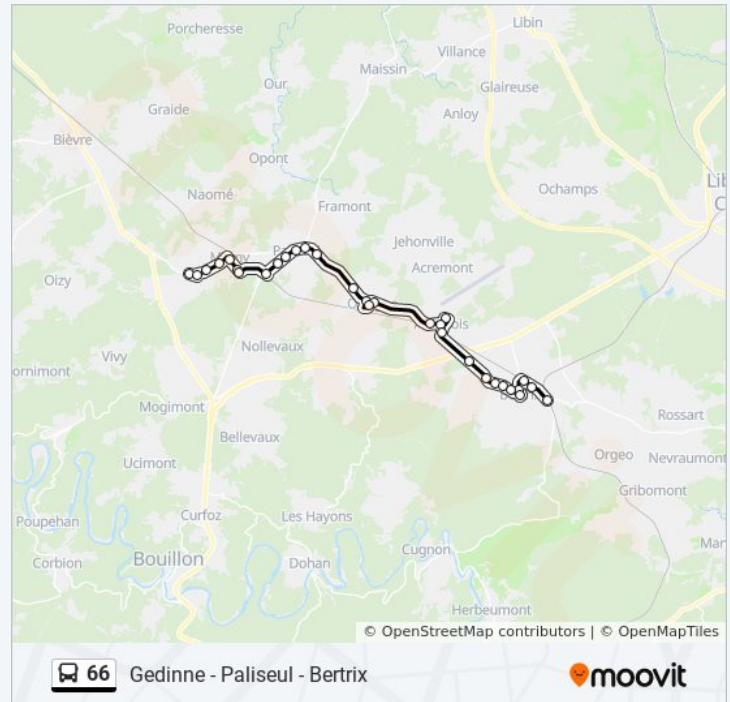 Porcheresse
Libin
Villance
Maissin
Our
Glaireuse
Graide
Anloy
Bièvre
Opont
Ochamps
Naomé
Framont
Jehonville
Acremont
Oizy
Nollevaux
Vivy
Mogimont
Rossart
Bellevaux
Orgeo
Nevraumont
Ucimont
Gribomont
Poupehan
Curfoz
Les Hayons
Cugnon
Corbion
Bouillon
Dohan
Herbeumont
© OpenStreetMap contributors | © OpenMapTiles
66 Gedinne - Paliseul - Bertrix
moovit